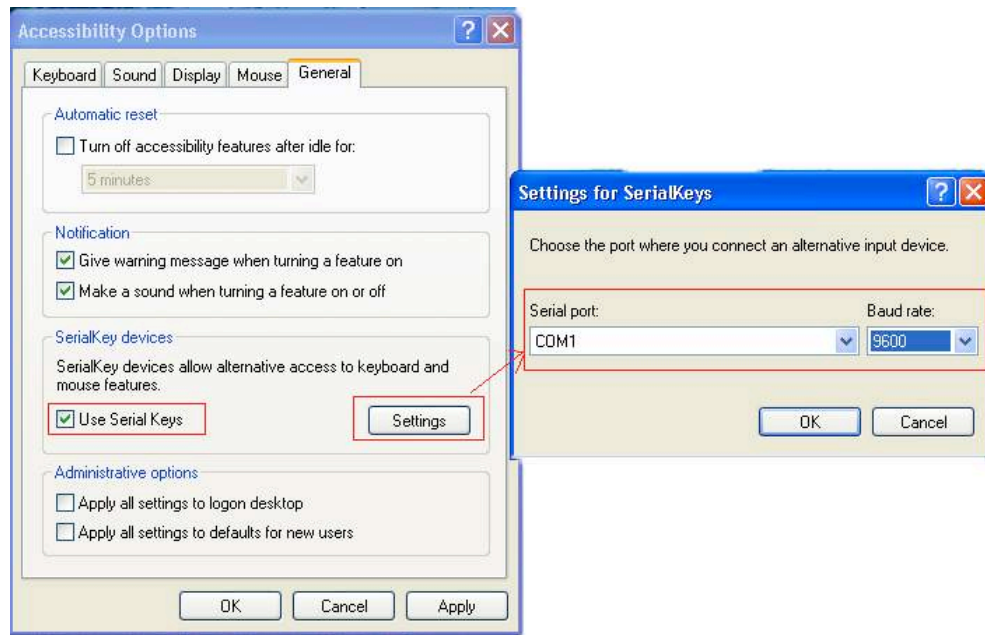 Accessibility Options
Keyboard Sound Display Mouse General
Automatic reset
Turn off accessibility features after idle for:
5 minutes
Notification
Give warning message when turning a feature on
Make a sound when turning a feature on or off
SerialKey devices
SerialKey devices allow alternative access to keyboard and
mouse features.
Use Serial Keys Settings
Administrative options
Apply all settings to logon desktop
Apply all settings to defaults for new users
OK Cancel Apply
Settings for SerialKeys
Choose the port where you connect an alternative input device.
Serial port: Baud rate:
COM1 9600
OK Cancel